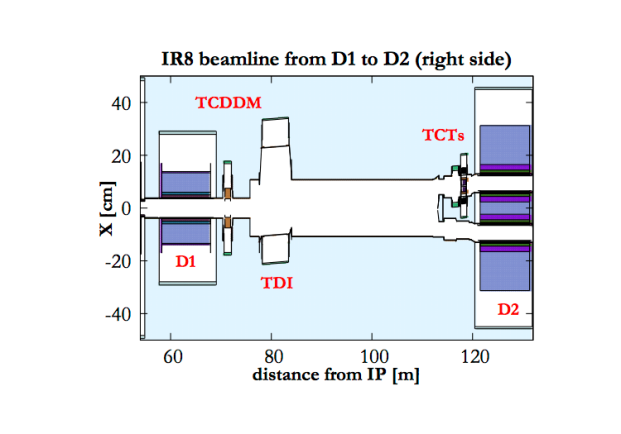 IR8 beamline from D1 to D2 (right side)
TCDDM
TCTs
D1
TDI
D2
X [cm]
40
20
0
-20
-40
60
80
100
120
distance from IP [m]